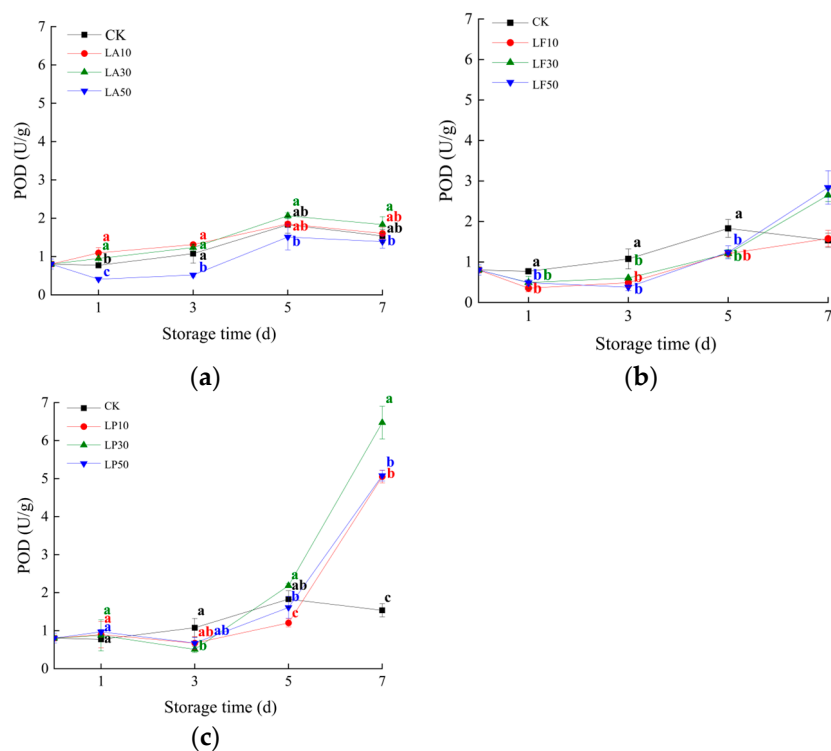 7
6
5
4
3
2
1
0
POD (U/g)
CK
LA10
LA30
LA50
a
a
b
c
a
a
a
b
a
ab
ab
b
a
ab
ab
b
1
3
5
7
Storage time (d)
(a)
7
6
5
4
3
2
1
0
POD (U/g)
CK
LF10
LF30
LF50
a
b b
b
a
b
b
b
a
b
b b
1
3
5
7
Storage time (d)
(b)
7
6
5
4
3
2
1
0
POD (U/g)
CK
LP10
LP30
LP50
a
a
a
a
a
ab ab
b
a
ab
b
c
a
b
b
c
1
3
5
7
Storage time (d)
(c)